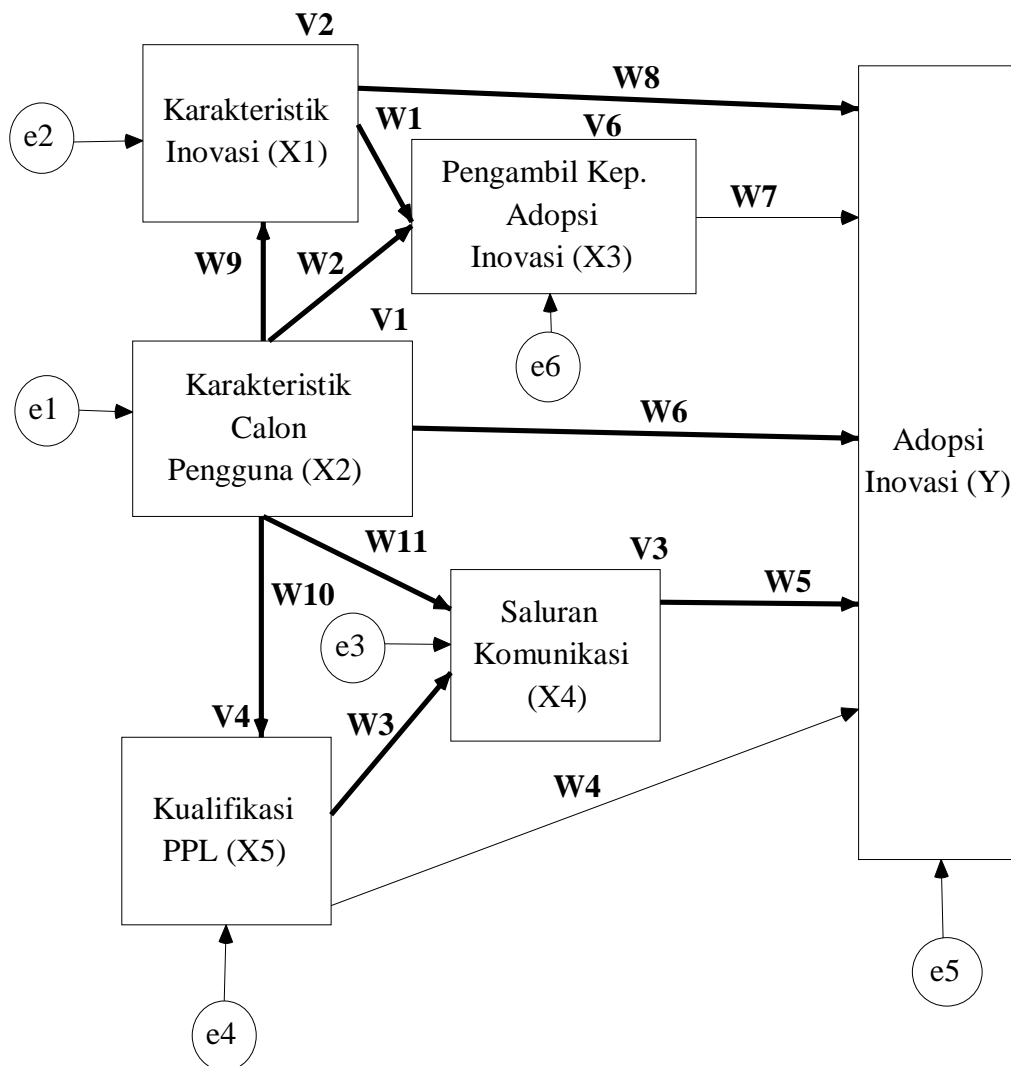 V2
W8
Karakteristik
Inovasi (X1)
e2
W1
V6
Pengambil Kep.
Adopsi
Inovasi (X3)
W7
W9
W2
V1
e6
Karakteristik
Calon
Pengguna (X2)
e1
W6
Adopsi
Inovasi (Y)
W11
V3
W10
W5
Saluran
Komunikasi
(X4)
e3
V4
W3
W4
Kualifikasi
PPL (X5)
e5
e4